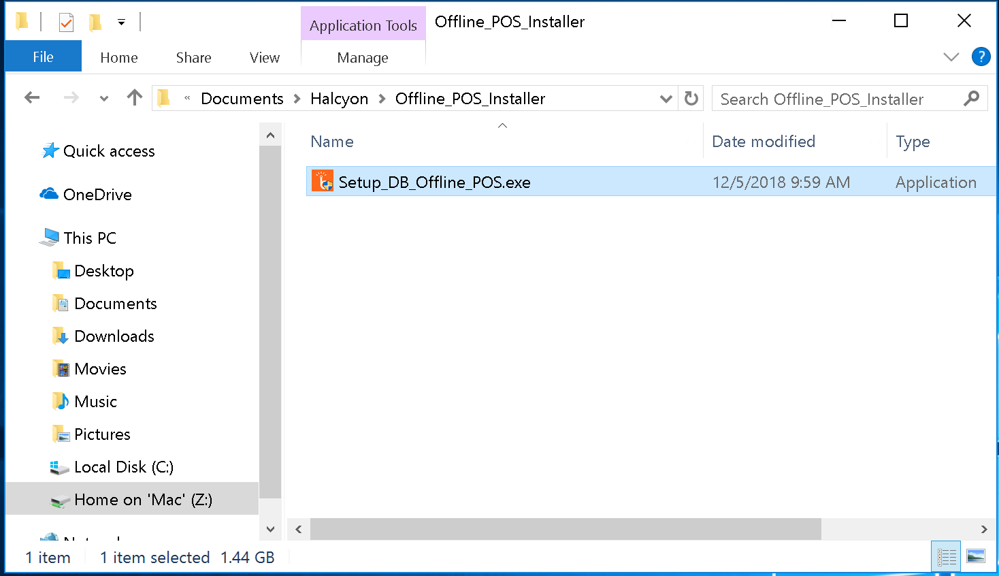 Application Tools
Offline_POS_Installer
File
Home
Share
View
Manage
?
« Documents > Halcyon > Offline_POS_Installer
Search Offline_POS_Installer
Name
Date modified
Type
Quick access
OneDrive
This PC
Desktop
Documents
Downloads
Movies
Music
Pictures
Local Disk (C:)
Home on 'Mac' (Z:)
Setup_DB_Offline_POS.exe
12/5/2018 9:59 AM
Application
1 item
1 item selected 1.44 GB